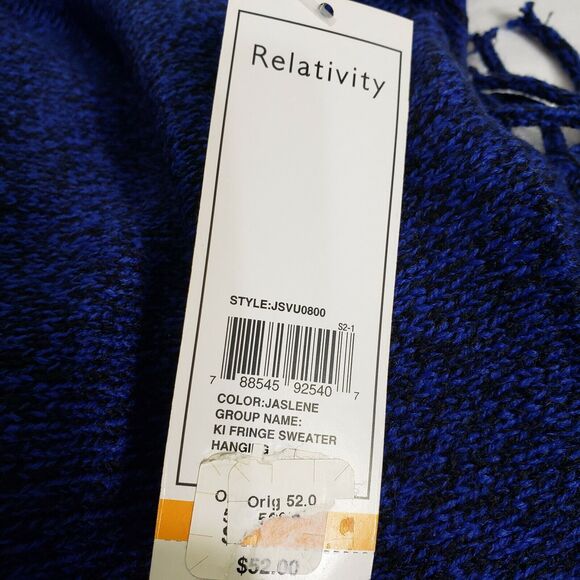 Relativity
STYLE:JSVU0800
S2-1
7 88545 92540 7
COLOR:JASLENE
GROUP NAME:
KI FRINGE SWEATER
HANGING
Orig 52.0
$52.00